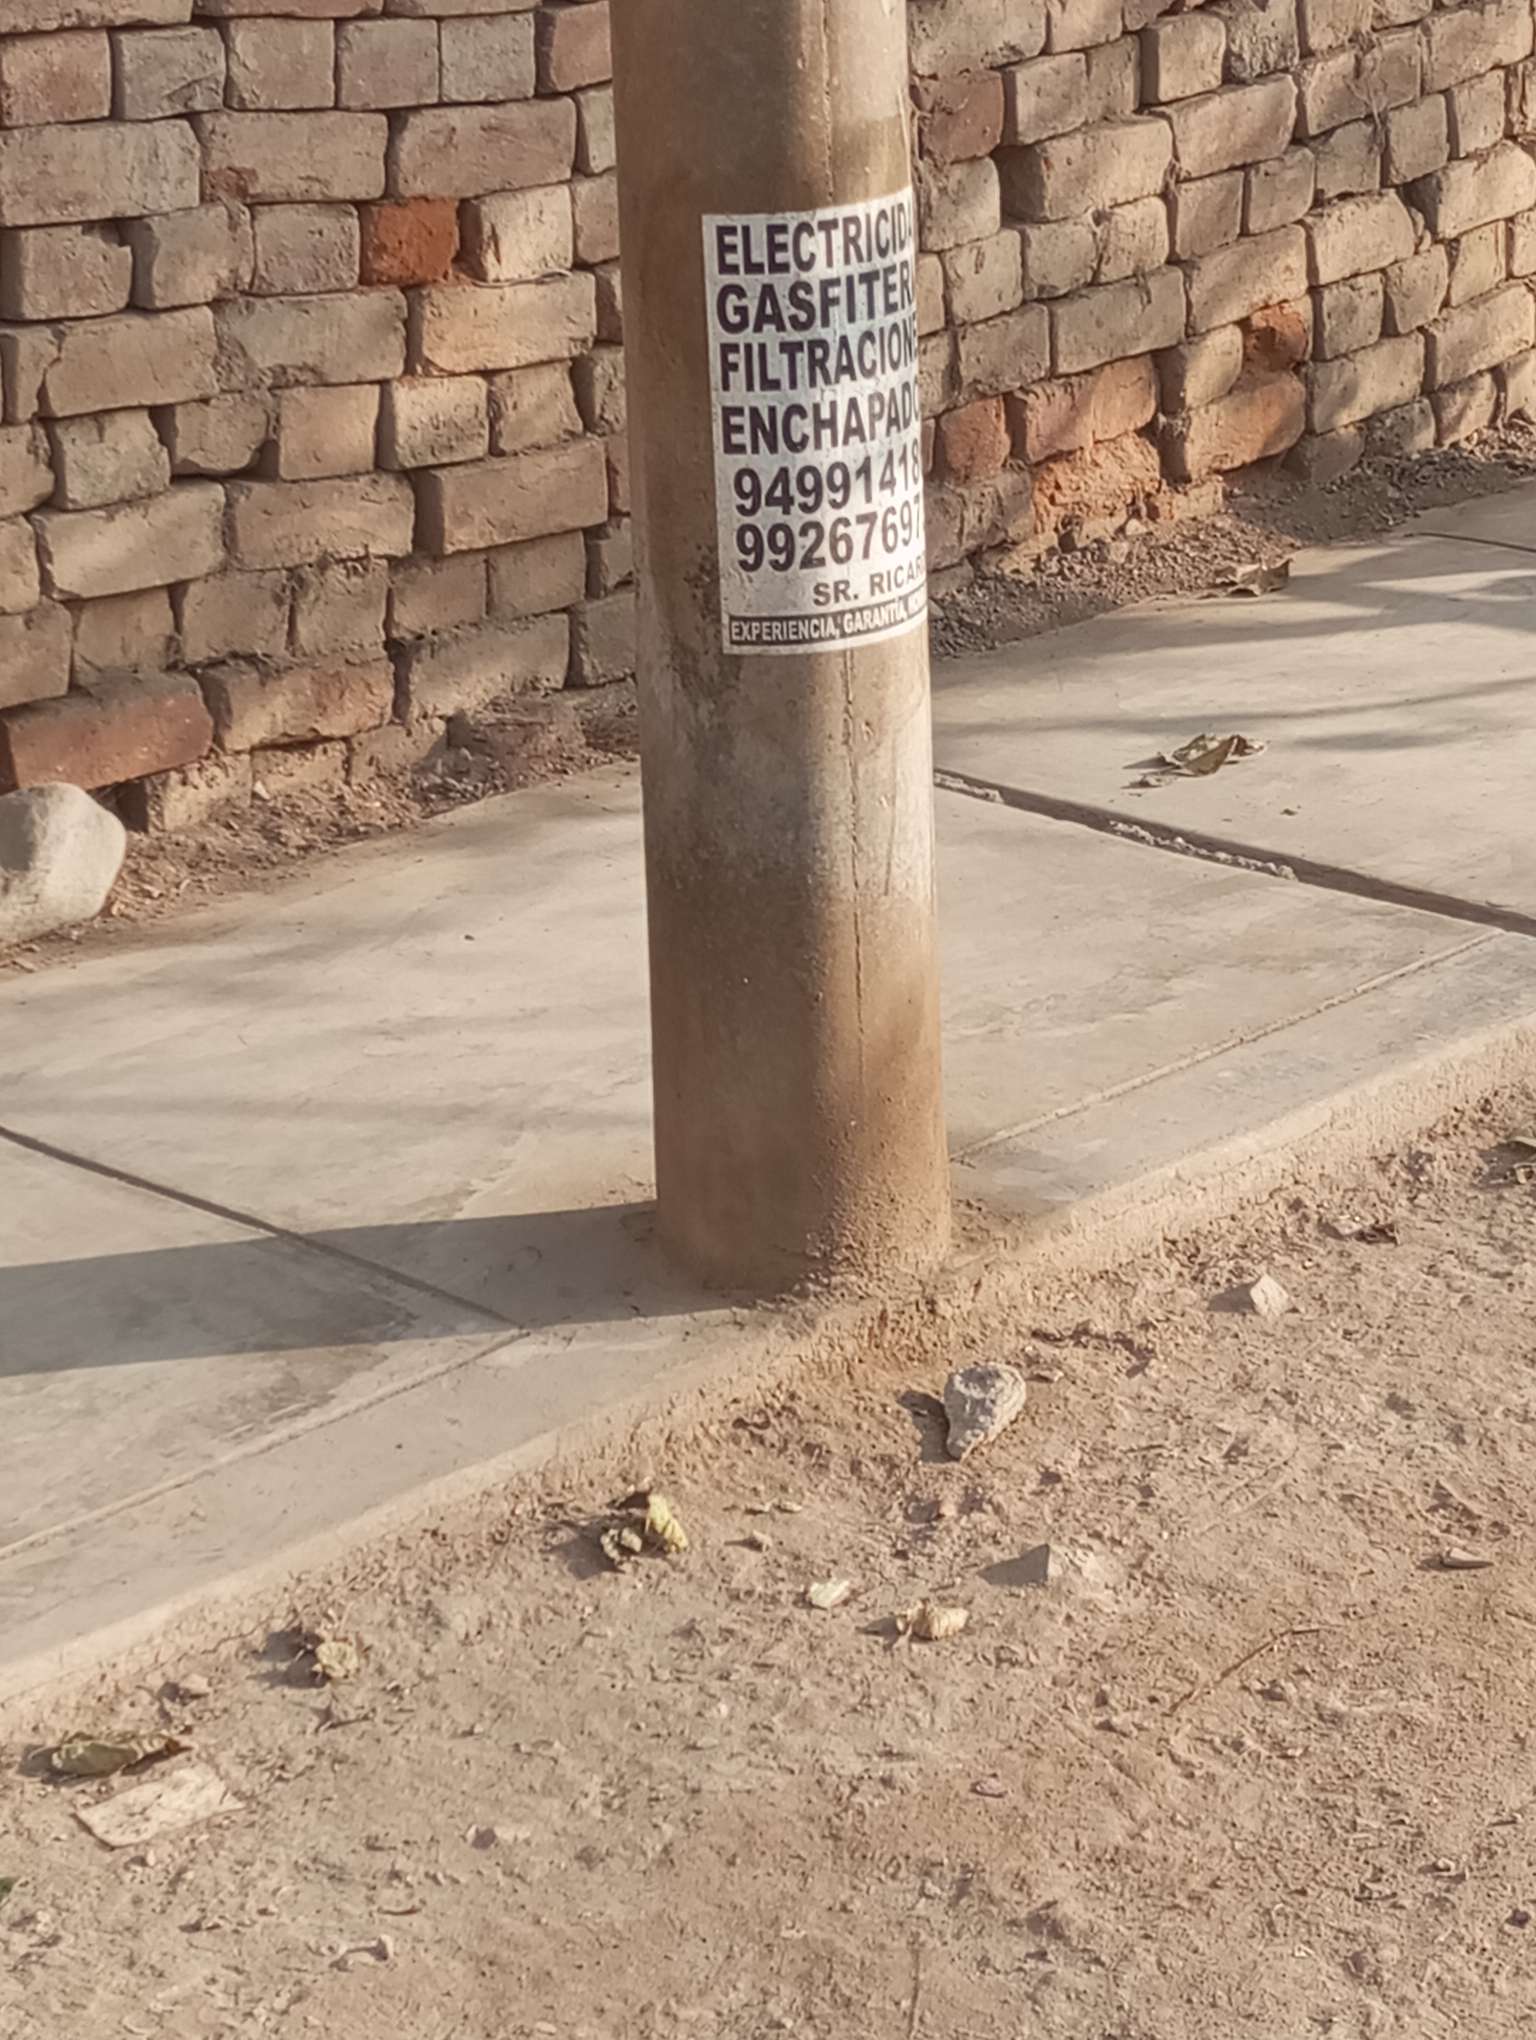 ELECTRICIDA
GASFITER
FILTRACIONE
ENCHAPADO
94991418
99267697
SR. RICAR
EXPERIENCIA, GARANTÍA,